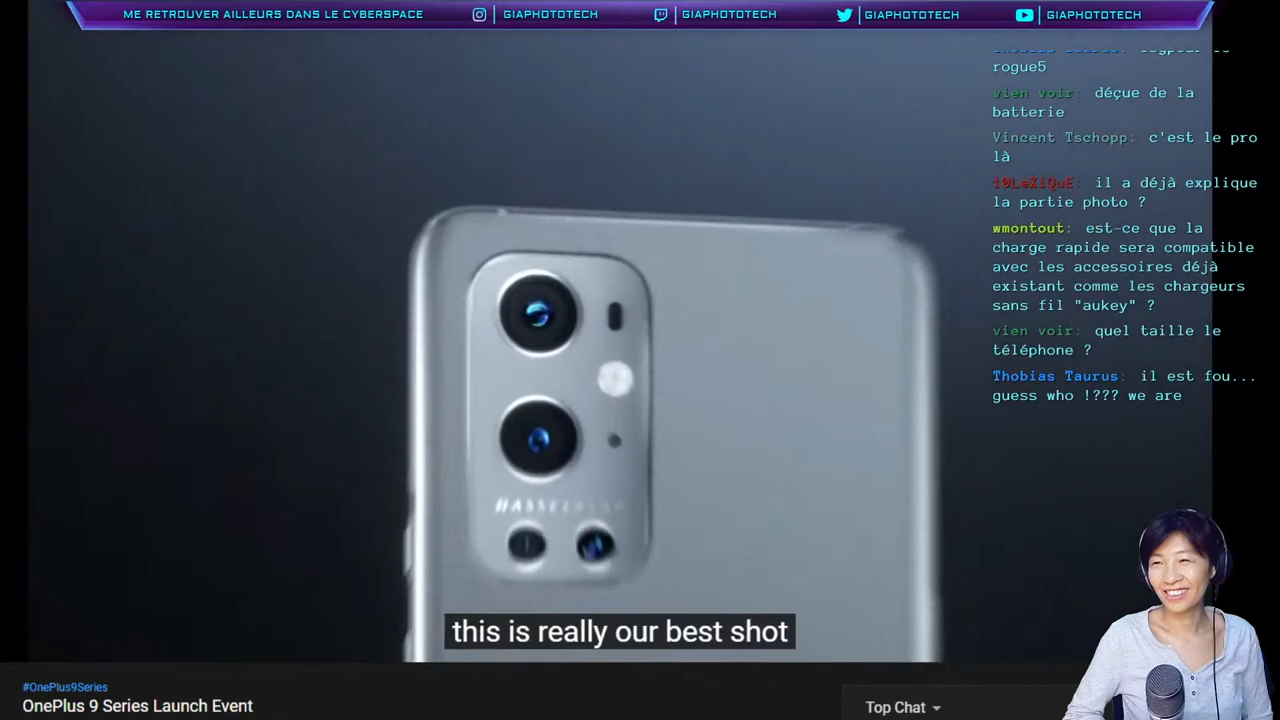 ME RETROUVER AILLEURS DANS LE CYBERSPACE
GIAPHOTOTECH
GIAPHOTOTECH
GIAPHOTOTECH
GIAPHOTOTECH
rogue5
vien voir: déçue de la
batterie
Vincent Tschopp: c'est le pro
là
i0LeXiQuE: il a déjà explique
la partie photo ?
wmontout: est-ce que la
charge rapide sera compatible
avec les accessoires déjà
existant comme les chargeurs
sans fil "aukey" ?
vien voir: quel taille le
téléphone ?
Thobias Taurus: il est fou...
guess who !??? we are
HASSELBLAD
this is really our best shot
#OnePlus9Series
OnePlus 9 Series Launch Event
Top Chat